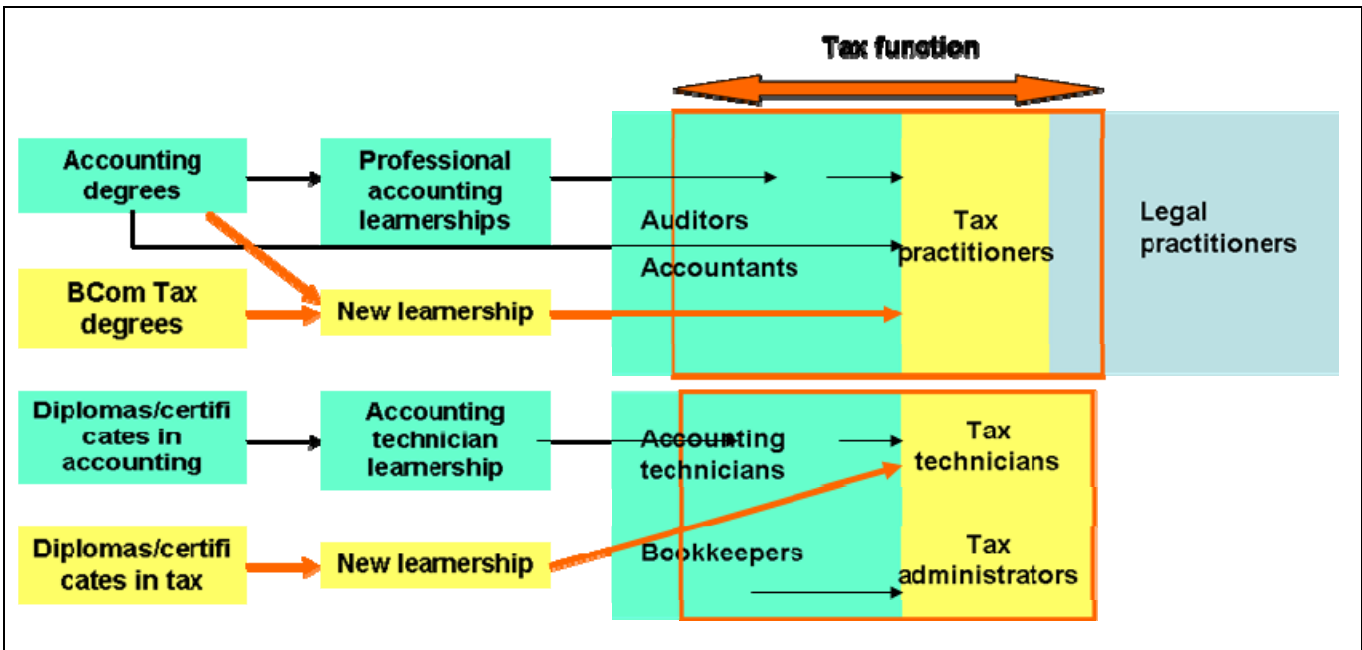 Tax function
Accounting
degrees
Professional
accounting
learnerships
Auditors
Accountants
Tax
practitioners
Legal
practitioners
BCom Tax
degrees
New learnership
Diplomas/certifi
cates in
accounting
Accounting
technician
learnership
Accounting
technicians
Tax
technicians
Diplomas/certifi
cates in tax
New learnership
Bookkeepers
Tax
administrators